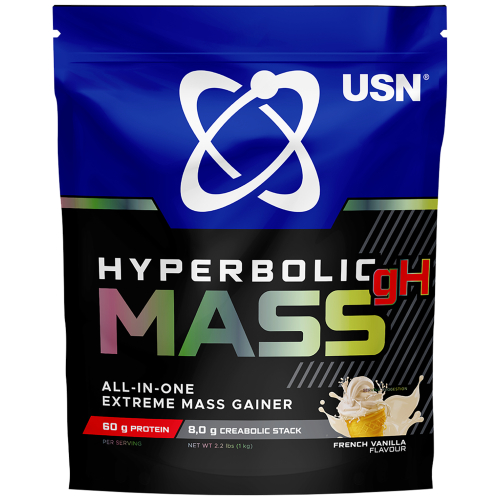 USN®
HYPERBOLIC
MASS gH
ALL-IN-ONE
EXTREME MASS GAINER
60 g PROTEIN
8,0 g CREABOLIC STACK
PER SERVING
NET WT 2.2 lbs (1 kg)
FRENCH VANILLA
FLAVOUR